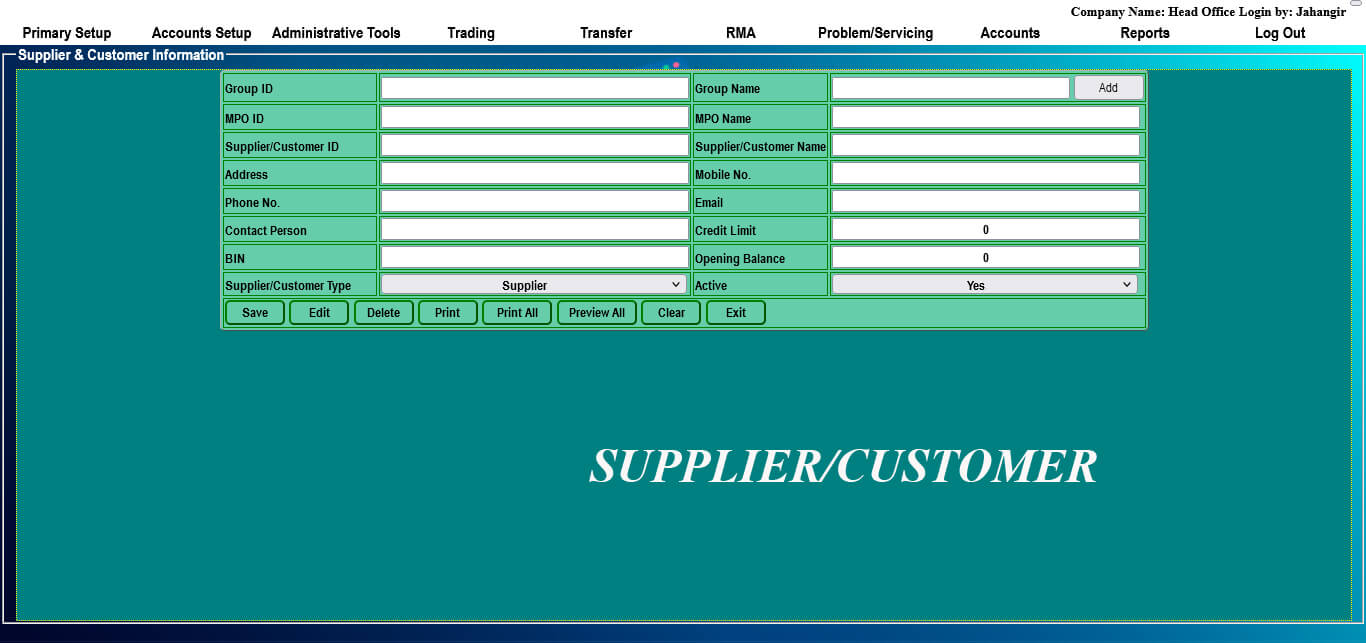 Company Name: Head Office Login by: Jahangir
Primary Setup Accounts Setup Administrative Tools Trading Transfer RMA Problem/Servicing Accounts Reports Log Out
Supplier & Customer Information
Group ID Group Name Add
MPO ID MPO Name
Supplier/Customer ID Supplier/Customer Name
Address Mobile No.
Phone No. Email
Contact Person Credit Limit 0
BIN Opening Balance 0
Supplier/Customer Type Supplier Active Yes
Save Edit Delete Print Print All Preview All Clear Exit
SUPPLIER/CUSTOMER